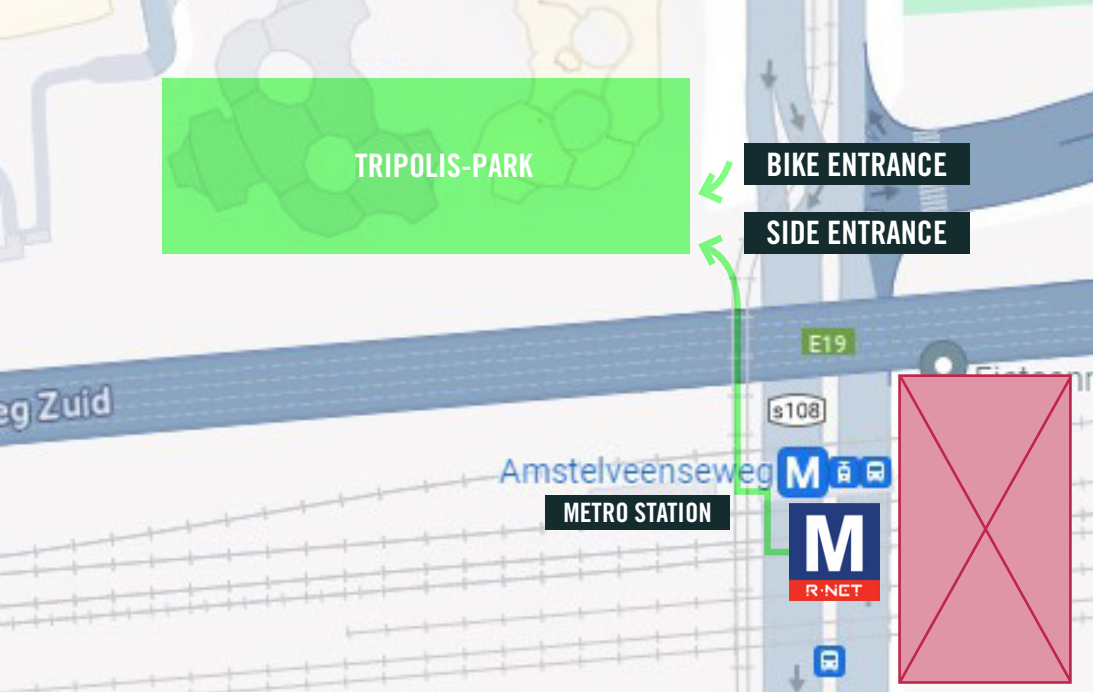 TRIPOLIS-PARK
BIKE ENTRANCE
SIDE ENTRANCE
E19
eg Zuid
s108
Amstelveenseweg M
METRO STATION
M
R·NET